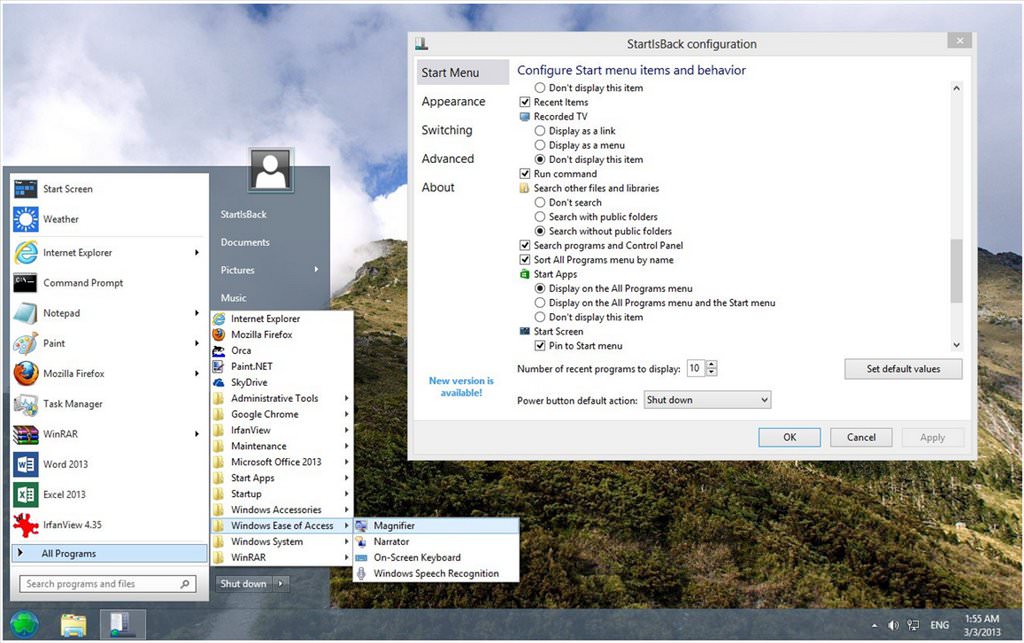 StartIsBack configuration
Start Menu
Appearance
Switching
Advanced
About
New version is
available!
Configure Start menu items and behavior
Don't display this item
Recent Items
Recorded TV
Display as a link
Display as a menu
Don't display this item
Run command
Search other files and libraries
Don't search
Search with public folders
Search without public folders
Search programs and Control Panel
Sort All Programs menu by name
Start Apps
Display on the All Programs menu
Display on the All Programs menu and the Start menu
Don't display this item
Start Screen
Pin to Start menu
Number of recent programs to display: 10
Set default values
Power button default action: Shut down
OK
Cancel
Apply
Start Screen
Weather
Internet Explorer
Command Prompt
Notepad
Paint
Mozilla Firefox
Task Manager
WinRAR
Word 2013
Excel 2013
IrfanView 4.35
All Programs
Search programs and files
StartIsBack
Documents
Pictures
Music
Internet Explorer
Mozilla Firefox
Orca
Paint.NET
SkyDrive
Administrative Tools
Google Chrome
IrfanView
Maintenance
Microsoft Office 2013
Start Apps
Startup
Windows Accessories
Windows Ease of Access
Windows System
WinRAR
Shut down
Magnifier
Narrator
On-Screen Keyboard
Windows Speech Recognition
ENG
1:55 AM
3/3/2013